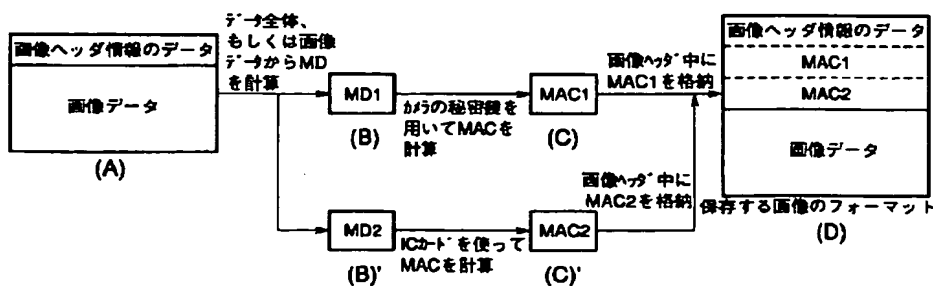 画像ヘッダ情報のデータ
画像データ
(A)
データ全体、
もしくは画像
データからMD
を計算
MD1
(B)
カメラの秘密鍵を
用いてMACを
計算
MAC1
(C)
画像ヘッダ中に
MAC1を格納
MD2
(B)'
ICカードを使って
MACを計算
MAC2
(C)'
画像ヘッダ中に
MAC2を格納
画像ヘッダ情報のデータ
MAC1
MAC2
画像データ
保存する画像のフォーマット
(D)